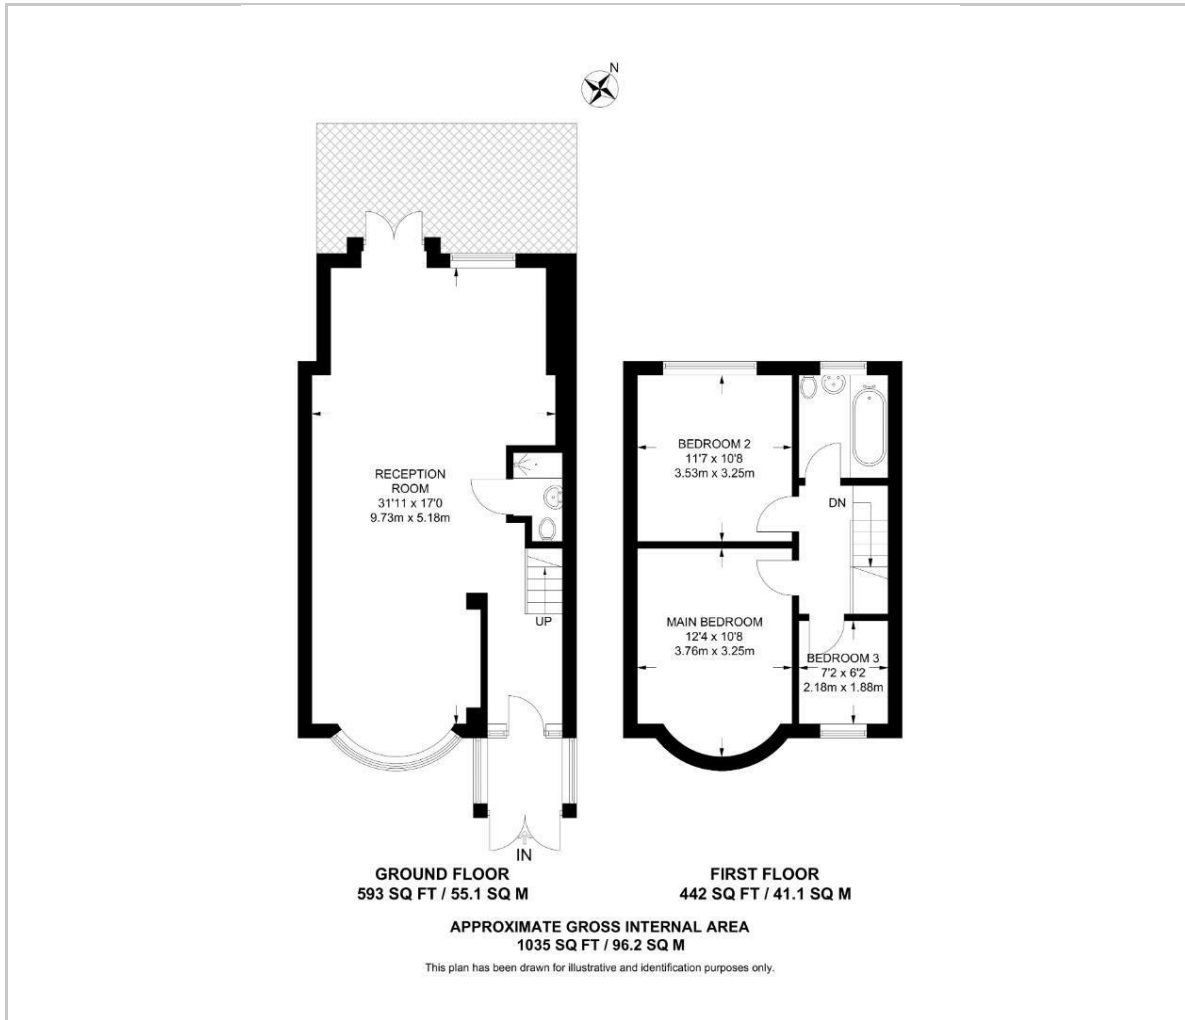 N
RECEPTION
ROOM
31'11 x 17'0
9.73m x 5.18m
UP
IN
BEDROOM 2
11'7 x 10'8
3.53m x 3.25m
DN
MAIN BEDROOM
12'4 x 10'8
3.76m x 3.25m
BEDROOM 3
7'2 x 6'2
2.18m x 1.88m
GROUND FLOOR
593 SQ FT / 55.1 SQ M
FIRST FLOOR
442 SQ FT / 41.1 SQ M
APPROXIMATE GROSS INTERNAL AREA
1035 SQ FT / 96.2 SQ M
This plan has been drawn for illustrative and identification purposes only.